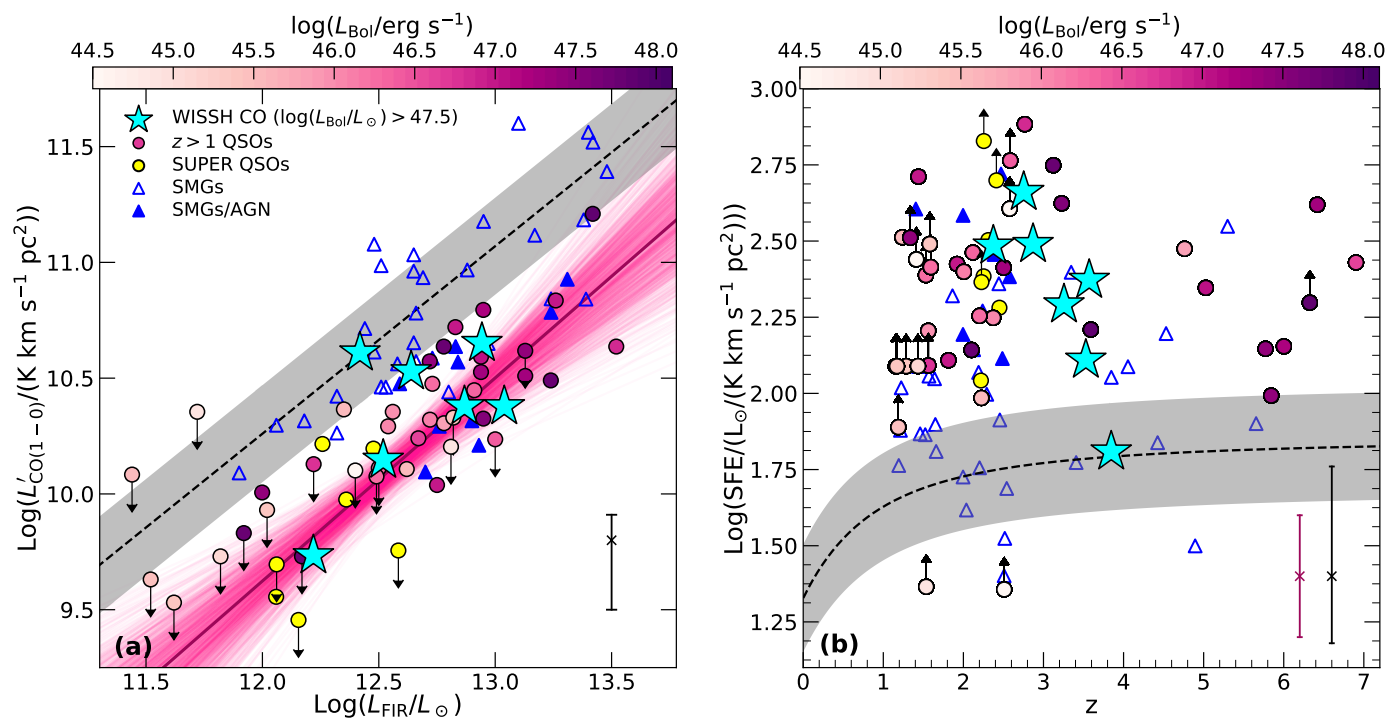 log(L_Bol/erg s⁻¹)
44.5 45.0 45.5 46.0 46.5 47.0 47.5 48.0
WISSH CO (log(L_Bol/L_⊙) > 47.5)
z > 1 QSOs
SUPER QSOs
SMGs
SMGs/AGN
Log(L′_CO(1−0)/(K km s⁻¹ pc²))
11.5
11.0
10.5
10.0
9.5
(a)
11.5 12.0 12.5 13.0 13.5
Log(L_FIR/L_⊙)
log(L_Bol/erg s⁻¹)
44.5 45.0 45.5 46.0 46.5 47.0 47.5 48.0
Log(SFE/(L_⊙/(K km s⁻¹ pc²)))
3.00
2.75
2.50
2.25
2.00
1.75
1.50
1.25
(b)
0 1 2 3 4 5 6 7
z